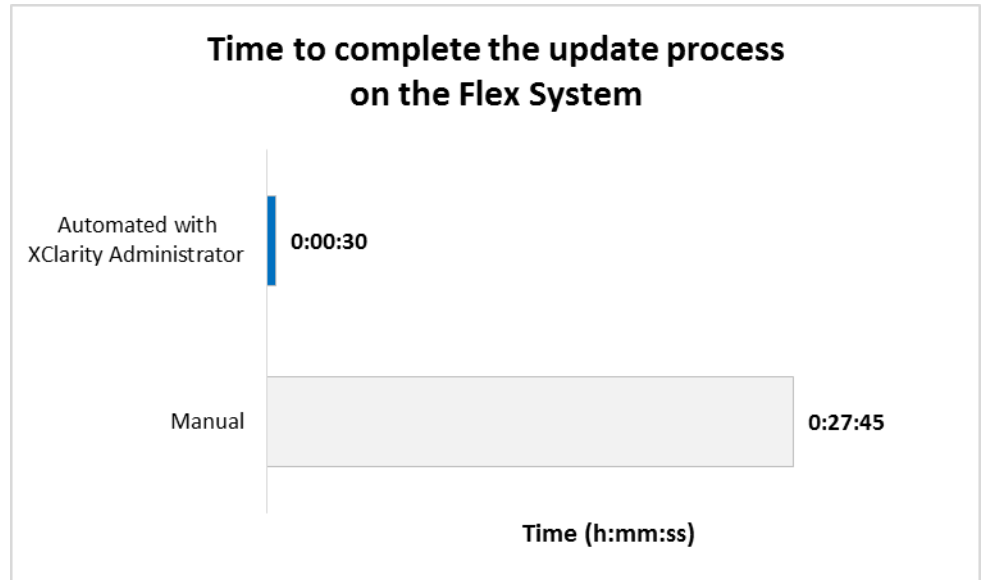 Time to complete the update process
on the Flex System
Automated with
XClarity Administrator
0:00:30
Manual
0:27:45
Time (h:mm:ss)